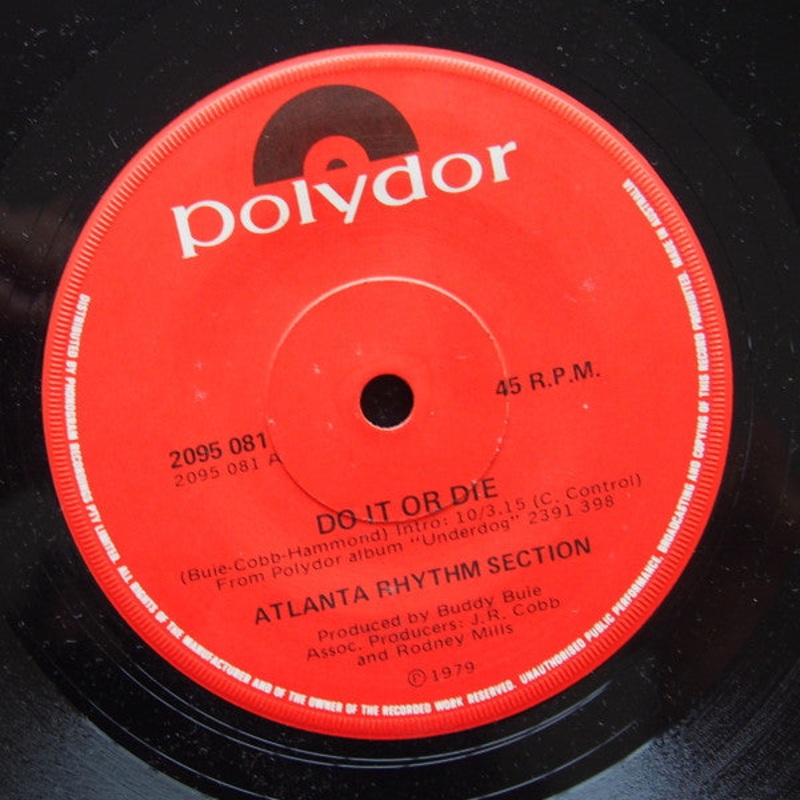 polydor
45 R.P.M.
2095 081
2095 081 A
DO IT OR DIE
(Buie-Cobb-Hammond) Intro: 10/3.15 (C. Control)
From Polydor album "Underdog" 2391 398
ATLANTA RHYTHM SECTION
Produced by Buddy Buie
Assoc. Producers: J.R. Cobb
and Rodney Mills
Ⓟ1979
DISTRIBUTED BY PHONOGRAM RECORDINGS PTY LIMITED. ALL RIGHTS OF THE MANUFACTURER AND OF THE OWNER OF THE RECORDED WORK RESERVED. UNAUTHORISED PUBLIC PERFORMANCE, BROADCASTING AND COPYING OF THIS RECORD PROHIBITED. MADE IN AUSTRALIA